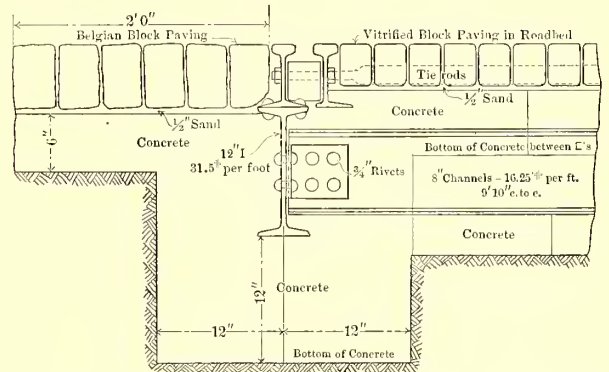 2'0"
Belgian Block Paving
Vitrified Block Paving in Roadbed
Tie rods
½" Sand
½" Sand
Concrete
6"
Concrete
12" I
31.5# per foot
¾" Rivets
Bottom of Concrete between ⊏'s
8" Channels - 16.25# per ft.
9'10" c. to c.
Concrete
12"
Concrete
12"
12"
Bottom of Concrete